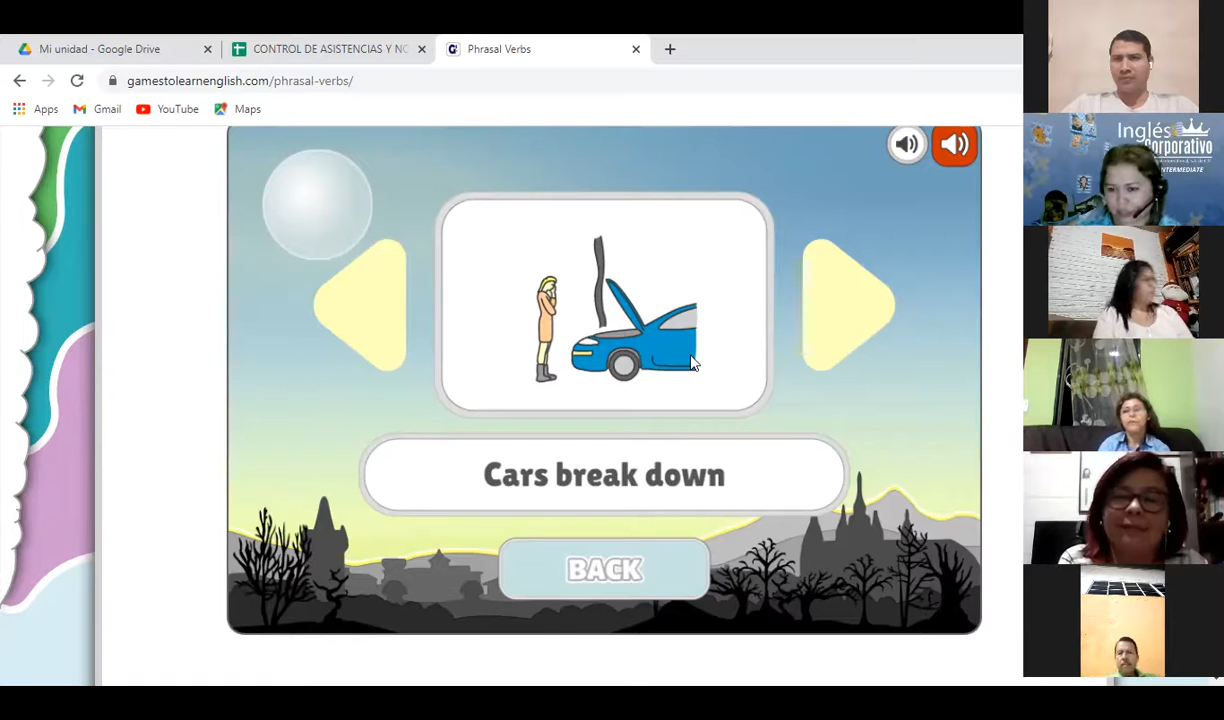 Mi unidad - Google Drive
CONTROL DE ASISTENCIAS Y NO
Phrasal Verbs
gamestolearnenglish.com/phrasal-verbs/
Apps
Gmail
YouTube
Maps
Cars break down
BACK
Inglés
Corporativo
INTERMEDIATE